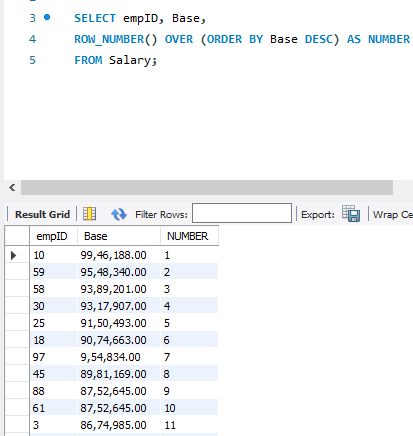 3 SELECT empID, Base,
4 ROW_NUMBER() OVER (ORDER BY Base DESC) AS NUMBER
5 FROM Salary;
Result Grid Filter Rows: Export: Wrap Ce
empID Base NUMBER
10 99,46,188.00 1
59 95,48,340.00 2
58 93,89,201.00 3
30 93,17,907.00 4
25 91,50,493.00 5
18 90,74,663.00 6
97 9,54,834.00 7
45 89,81,169.00 8
88 87,52,645.00 9
61 87,52,645.00 10
3 86,74,985.00 11